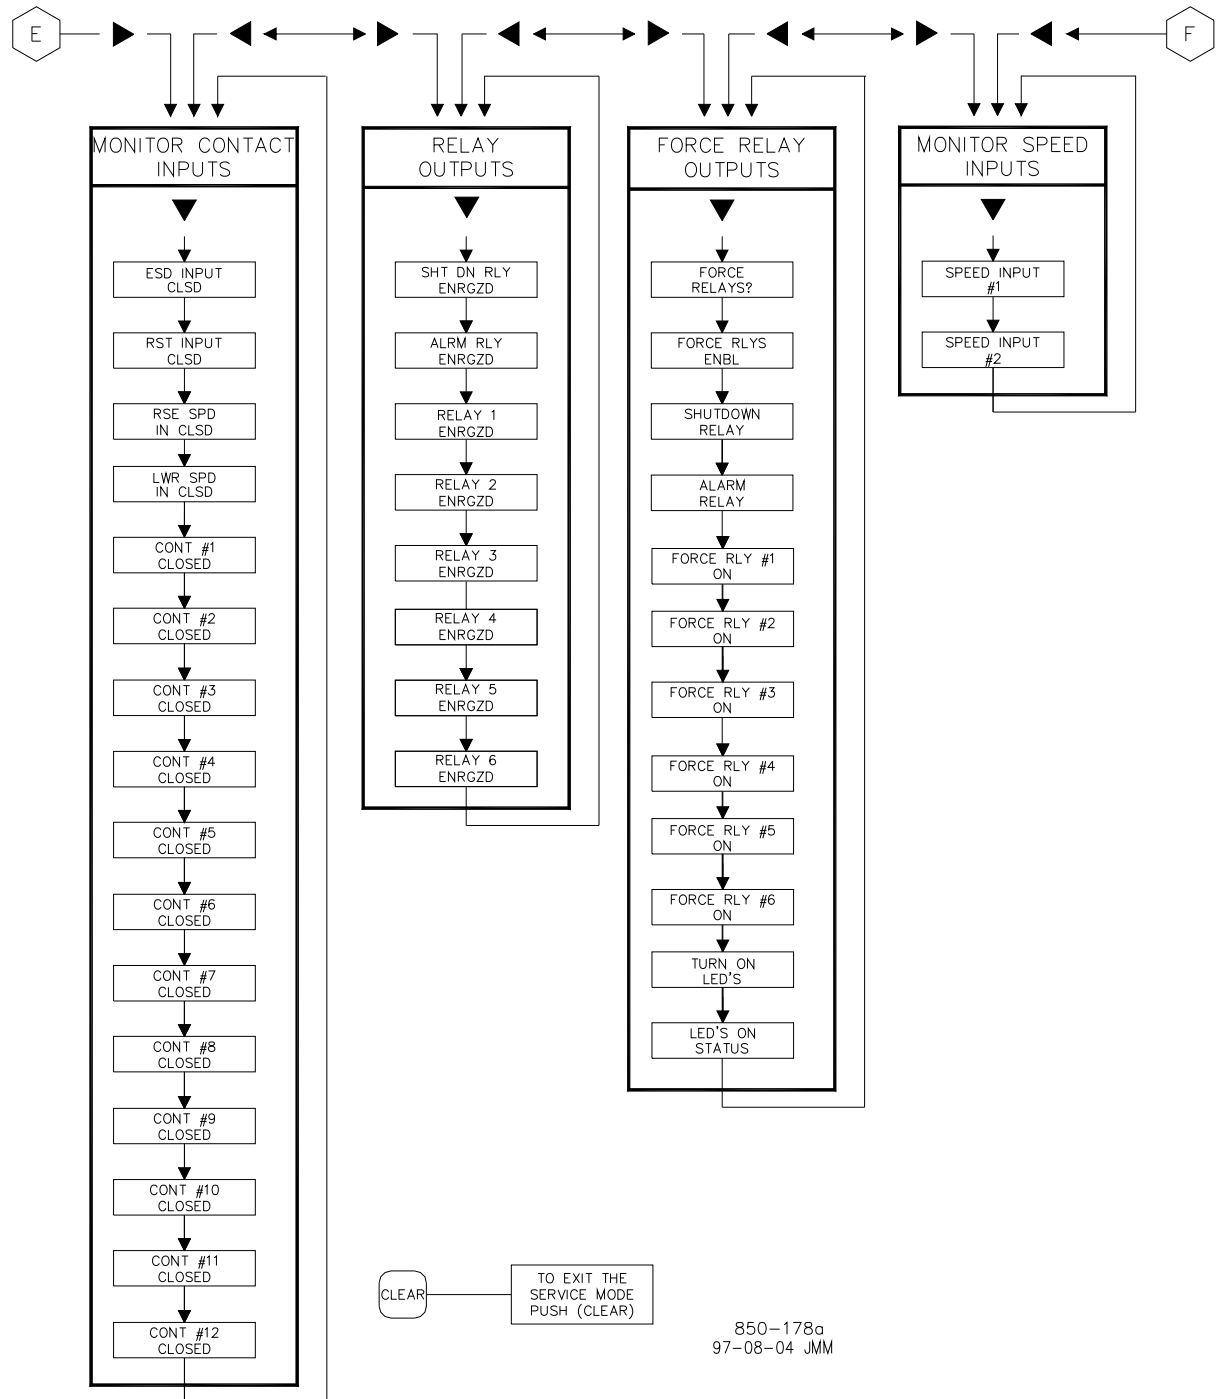 E
F
MONITOR CONTACT
INPUTS
ESD INPUT
CLSD
RST INPUT
CLSD
RSE SPD
IN CLSD
LWR SPD
IN CLSD
CONT #1
CLOSED
CONT #2
CLOSED
CONT #3
CLOSED
CONT #4
CLOSED
CONT #5
CLOSED
CONT #6
CLOSED
CONT #7
CLOSED
CONT #8
CLOSED
CONT #9
CLOSED
CONT #10
CLOSED
CONT #11
CLOSED
CONT #12
CLOSED
RELAY
OUTPUTS
SHT DN RLY
ENRGZD
ALRM RLY
ENRGZD
RELAY 1
ENRGZD
RELAY 2
ENRGZD
RELAY 3
ENRGZD
RELAY 4
ENRGZD
RELAY 5
ENRGZD
RELAY 6
ENRGZD
FORCE RELAY
OUTPUTS
FORCE
RELAYS?
FORCE RLYS
ENBL
SHUTDOWN
RELAY
ALARM
RELAY
FORCE RLY #1
ON
FORCE RLY #2
ON
FORCE RLY #3
ON
FORCE RLY #4
ON
FORCE RLY #5
ON
FORCE RLY #6
ON
TURN ON
LED'S
LED'S ON
STATUS
MONITOR SPEED
INPUTS
SPEED INPUT
#1
SPEED INPUT
#2
CLEAR
TO EXIT THE
SERVICE MODE
PUSH (CLEAR)
850-178a
97-08-04 JMM